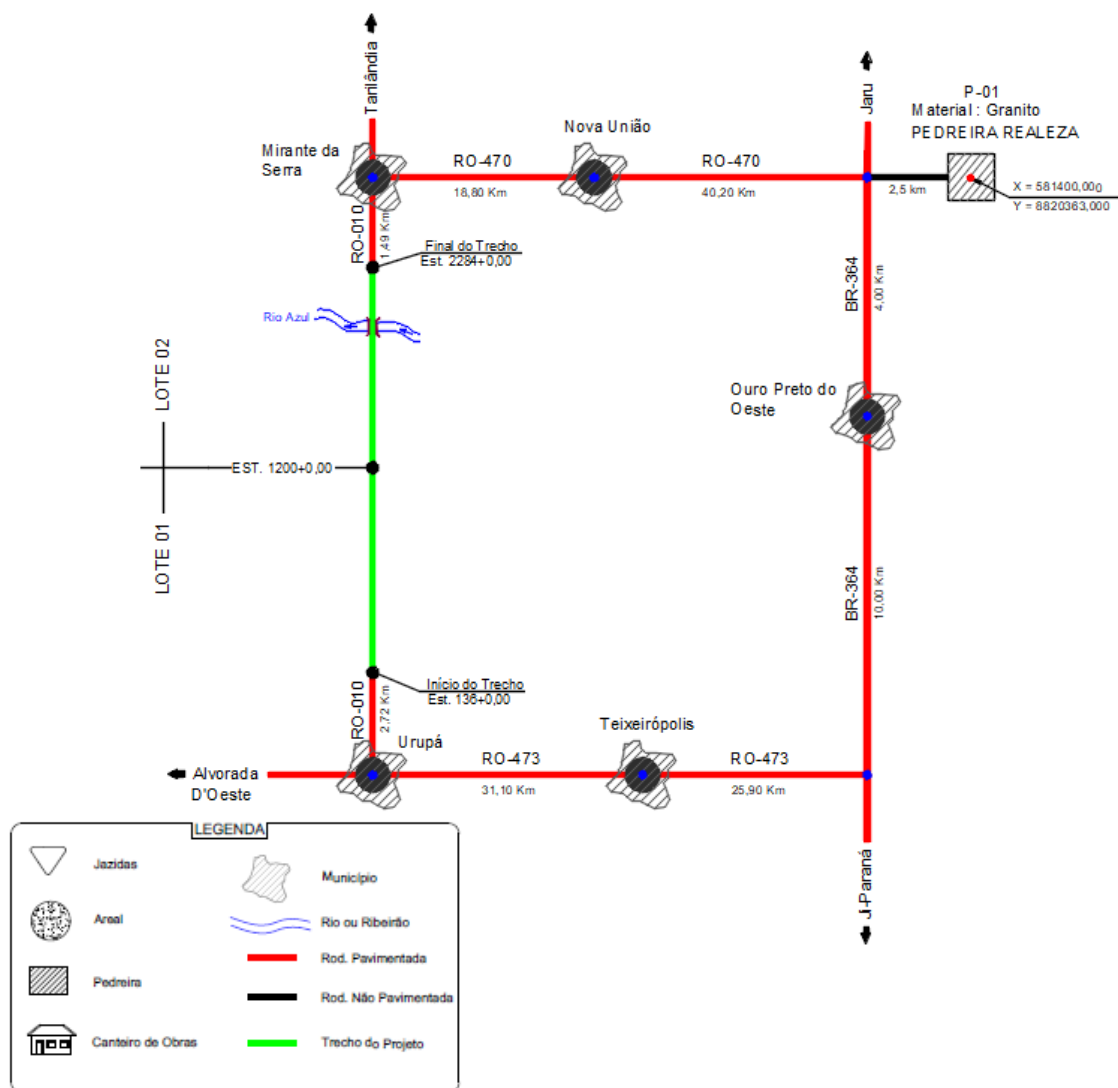 Tarilândia
Jaru
P-01
Material : Granito
PEDREIRA REALEZA
Nova União
Mirante da
Serra
RO-470
18,80 Km
RO-470
40,20 Km
2,5 km
X = 581400,000
Y = 8820363,000
RO-010
1,49 Km
Final do Trecho
Est. 2284+0,00
Rio Azul
BR-364
4,00 Km
LOTE 02
Ouro Preto do
Oeste
EST. 1200+0,00
LOTE 01
BR-364
10,00 Km
Início do Trecho
Est. 136+0,00
RO-010
2,72 Km
Urupá
Teixeirópolis
RO-473
31,10 Km
RO-473
25,90 Km
Alvorada
D'Oeste
Ji-Paraná
LEGENDA
Jazidas
Município
Areal
Rio ou Ribeirão
Rod. Pavimentada
Pedreira
Rod. Não Pavimentada
Canteiro de Obras
Trecho do Projeto